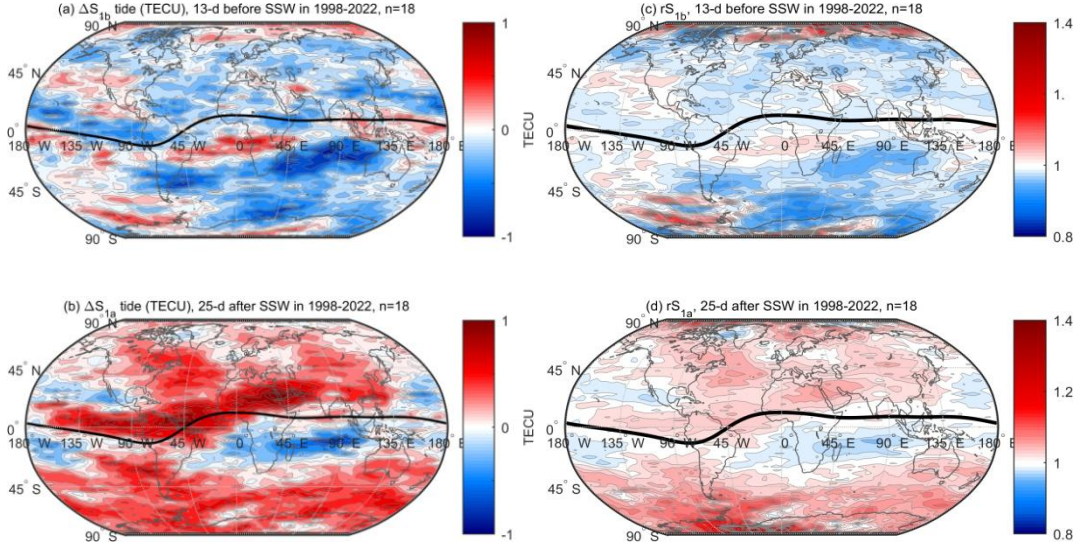 (a) ΔS1b tide (TECU), 13-d before SSW in 1998-2022, n=18
90° N
45° N
0°
180° W 135° W 90° W 45° W 0 45° E 90° E 135° E 180° E
45° S
90° S
1
0
-1
TECU
(c) rS1b, 13-d before SSW in 1998-2022, n=18
90° N
45° N
0°
180° W 135° W 90° W 45° W 0 45° E 90° E 135° E 180° E
45° S
90° S
1.4
1.
1
0.8
(b) ΔS1a tide (TECU), 25-d after SSW in 1998-2022, n=18
90° N
45° N
0°
180° W 135° W 90° W 45° W 0 45° E 90° E 135° E 180° E
45° S
90° S
1
0
-1
TECU
(d) rS1a, 25-d after SSW in 1998-2022, n=18
90° N
45° N
0°
180° W 135° W 90° W 45° W 0 45° E 90° E 135° E 180° E
45° S
90° S
1.4
1.2
1
0.8